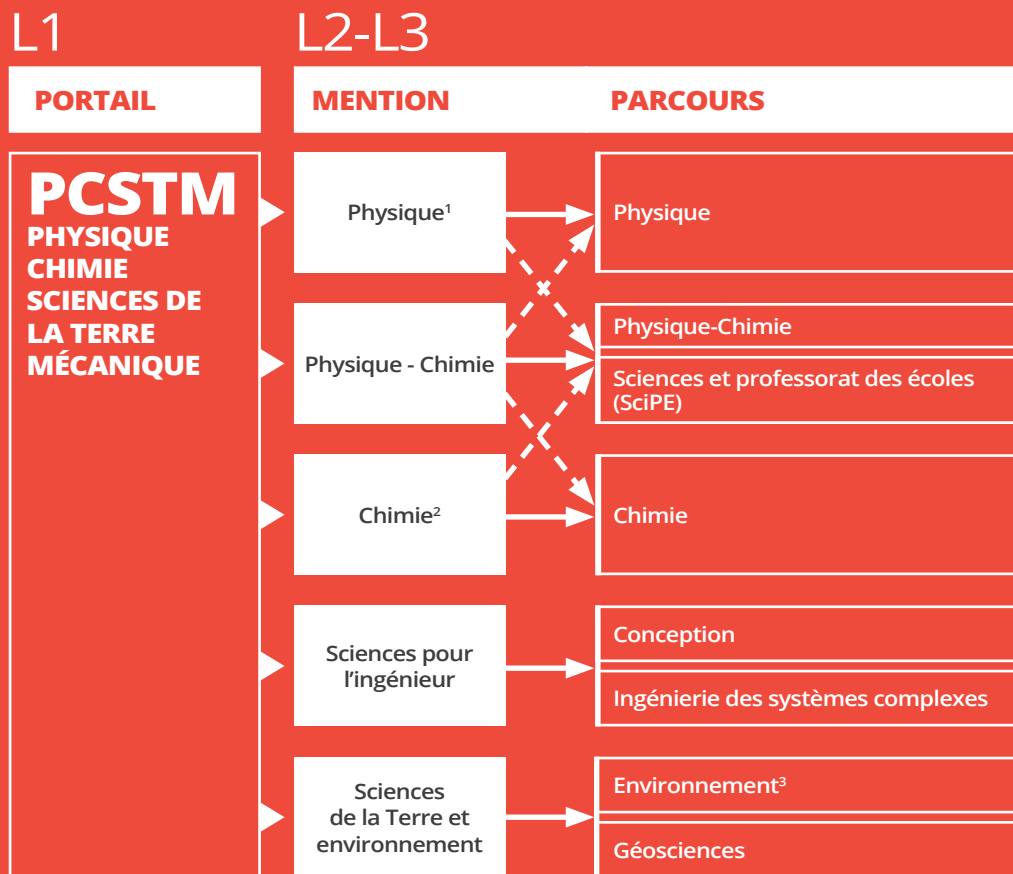 L1
L2-L3
PORTAIL
MENTION
PARCOURS
PCSTM
PHYSIQUE
CHIMIE
SCIENCES DE
LA TERRE
MÉCANIQUE
Physique¹
Physique
Physique - Chimie
Physique-Chimie
Sciences et professorat des écoles
(SciPE)
Chimie²
Chimie
Sciences pour
l'ingénieur
Conception
Ingénierie des systèmes complexes
Sciences
de la Terre et
environnement
Environnement³
Géosciences